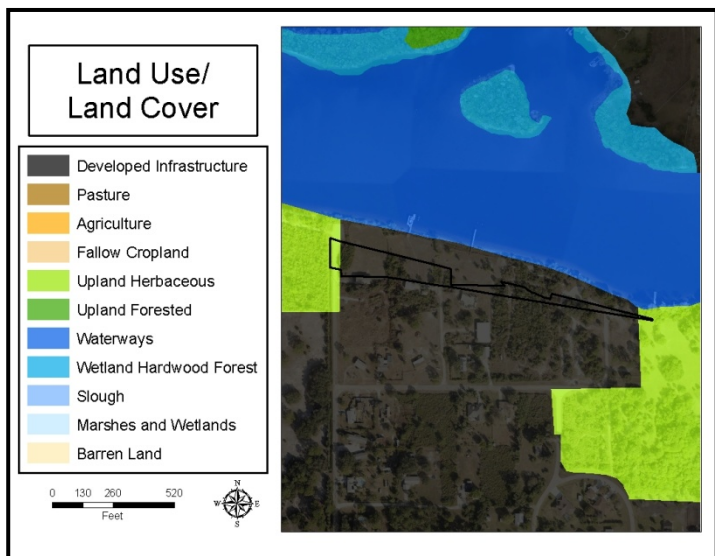 Land Use/
Land Cover
Developed Infrastructure
Pasture
Agriculture
Fallow Cropland
Upland Herbaceous
Upland Forested
Waterways
Wetland Hardwood Forest
Slough
Marshes and Wetlands
Barren Land
0 130 260 520
Feet
N
W E
S